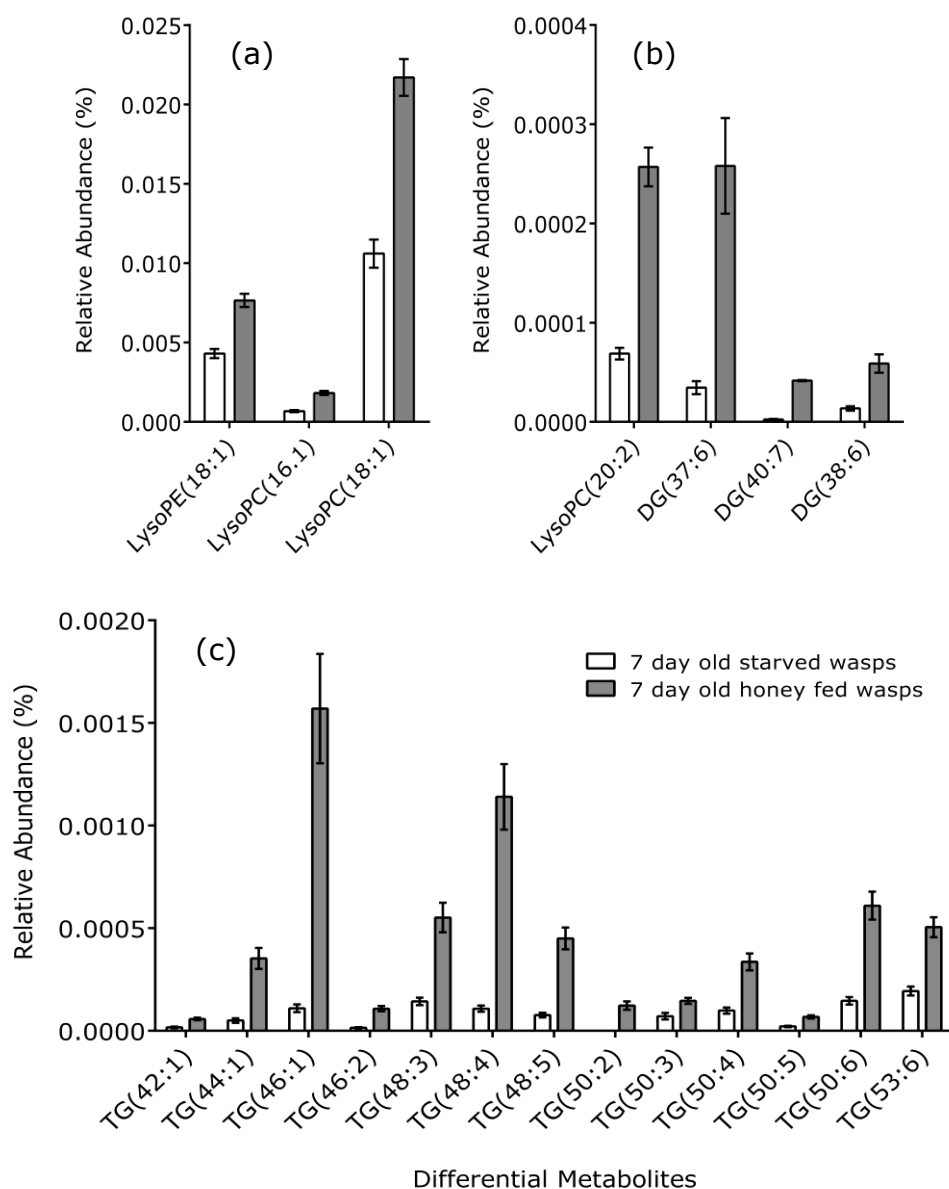 (a)
Relative Abundance (%)
0.025
0.020
0.015
0.010
0.005
0.000
LysoPE(18:1)
LysoPC(16.1)
LysoPC(18:1)
(b)
Relative Abundance (%)
0.0004
0.0003
0.0002
0.0001
0.0000
LysoPC(20:2)
DG(37:6)
DG(40:7)
DG(38:6)
(c)
7 day old starved wasps
7 day old honey fed wasps
Relative Abundance (%)
0.0020
0.0015
0.0010
0.0005
0.0000
TG(42:1)
TG(44:1)
TG(46:1)
TG(46:2)
TG(48:3)
TG(48:4)
TG(48:5)
TG(50:2)
TG(50:3)
TG(50:4)
TG(50:5)
TG(50:6)
TG(53:6)
Differential Metabolites